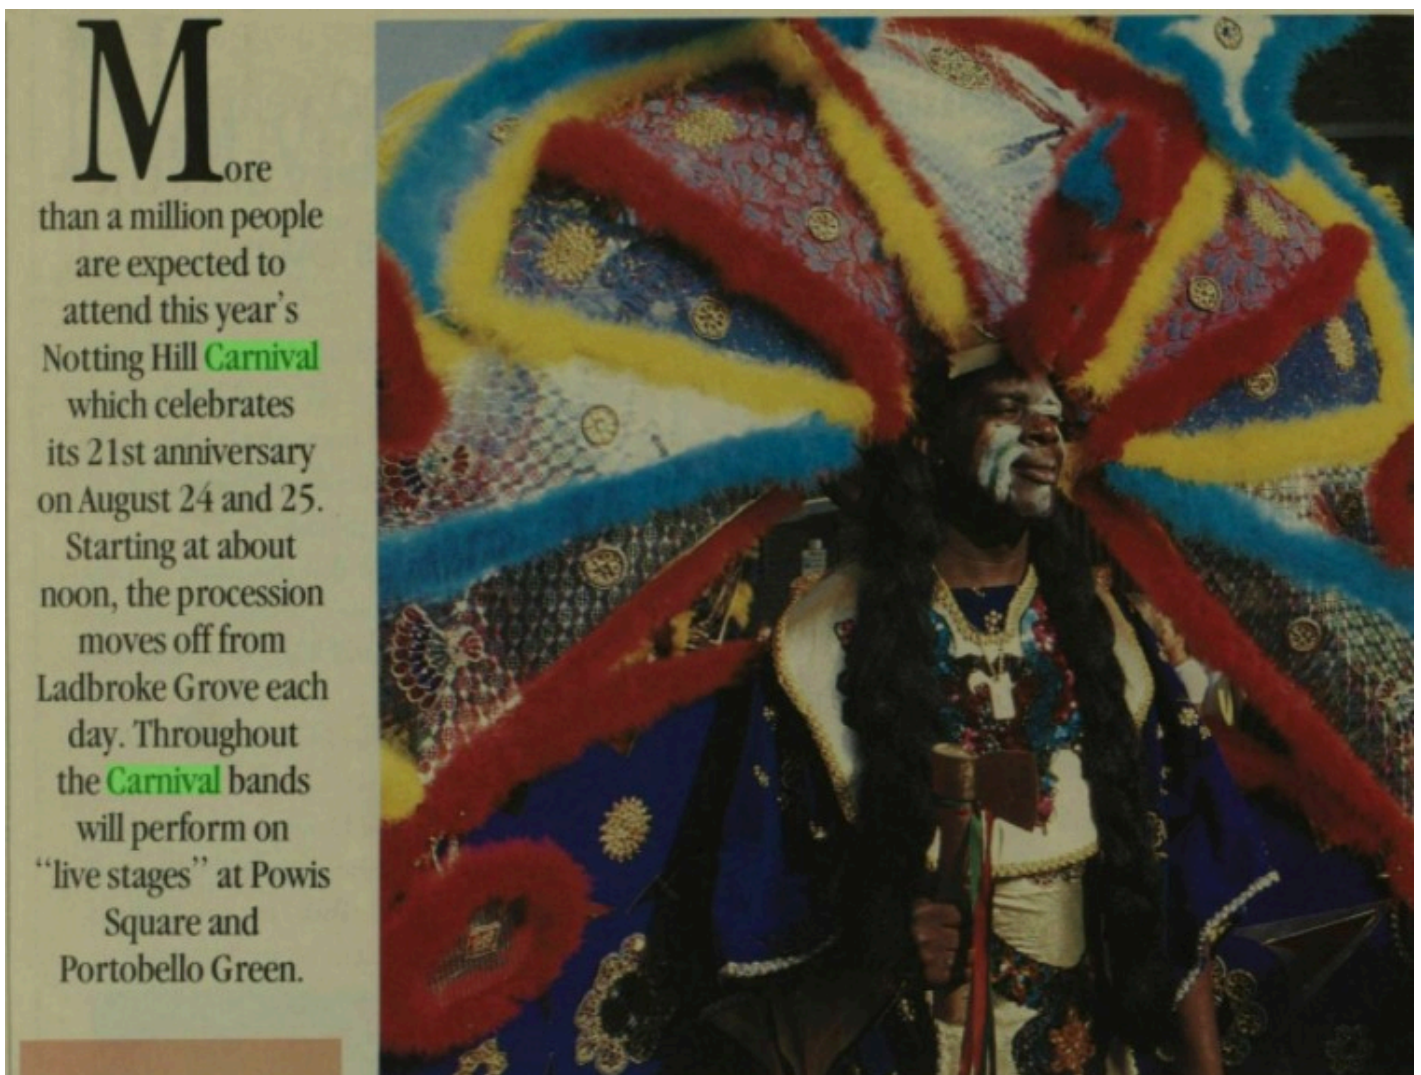 More
than a million people
are expected to
attend this year's
Notting Hill Carnival
which celebrates
its 21st anniversary
on August 24 and 25.
Starting at about
noon, the procession
moves off from
Ladbroke Grove each
day. Throughout
the Carnival bands
will perform on
“live stages” at Powis
Square and
Portobello Green.